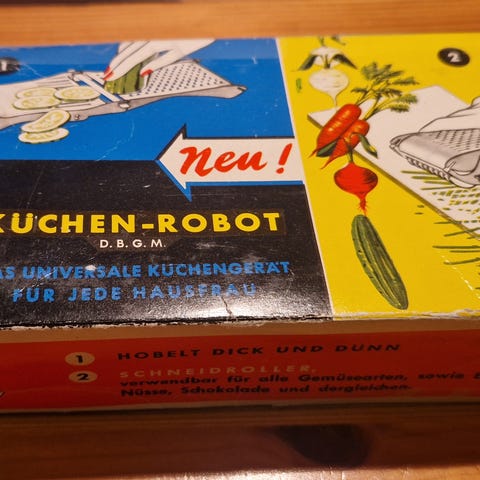 2
Neu!
KÜCHEN-ROBOT
D.B.G.M.
DAS UNIVERSALE KÜCHENGERÄT
FÜR JEDE HAUSFRAU
1 HOBELT DICK UND DÜNN
2 SCHNEIDROLLER,
verwendbar für alle Gemüsearten, sowie
Nüsse, Schokolade und dergleichen.